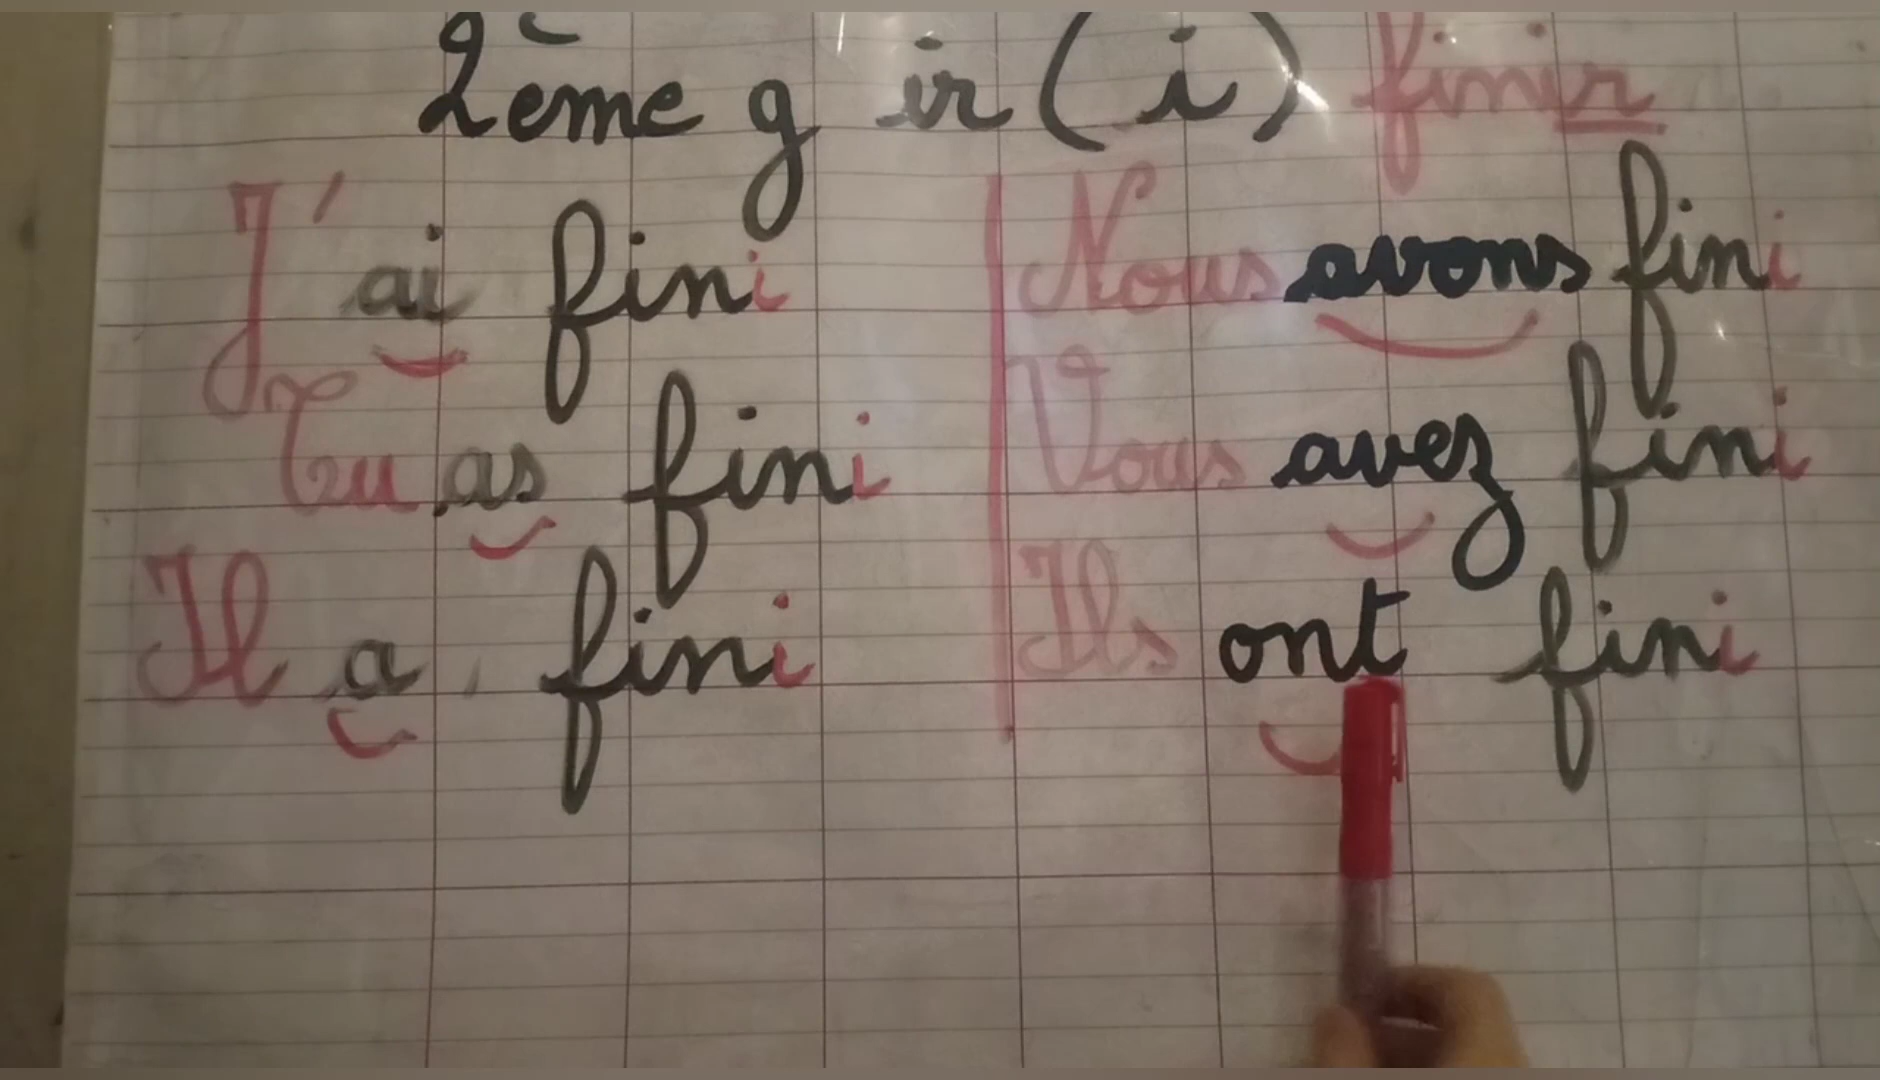 2ème g ir (i) finir
J'ai fini
Tu as fini
Il a fini
Nous avons fini
Vous avez fini
Ils ont fini